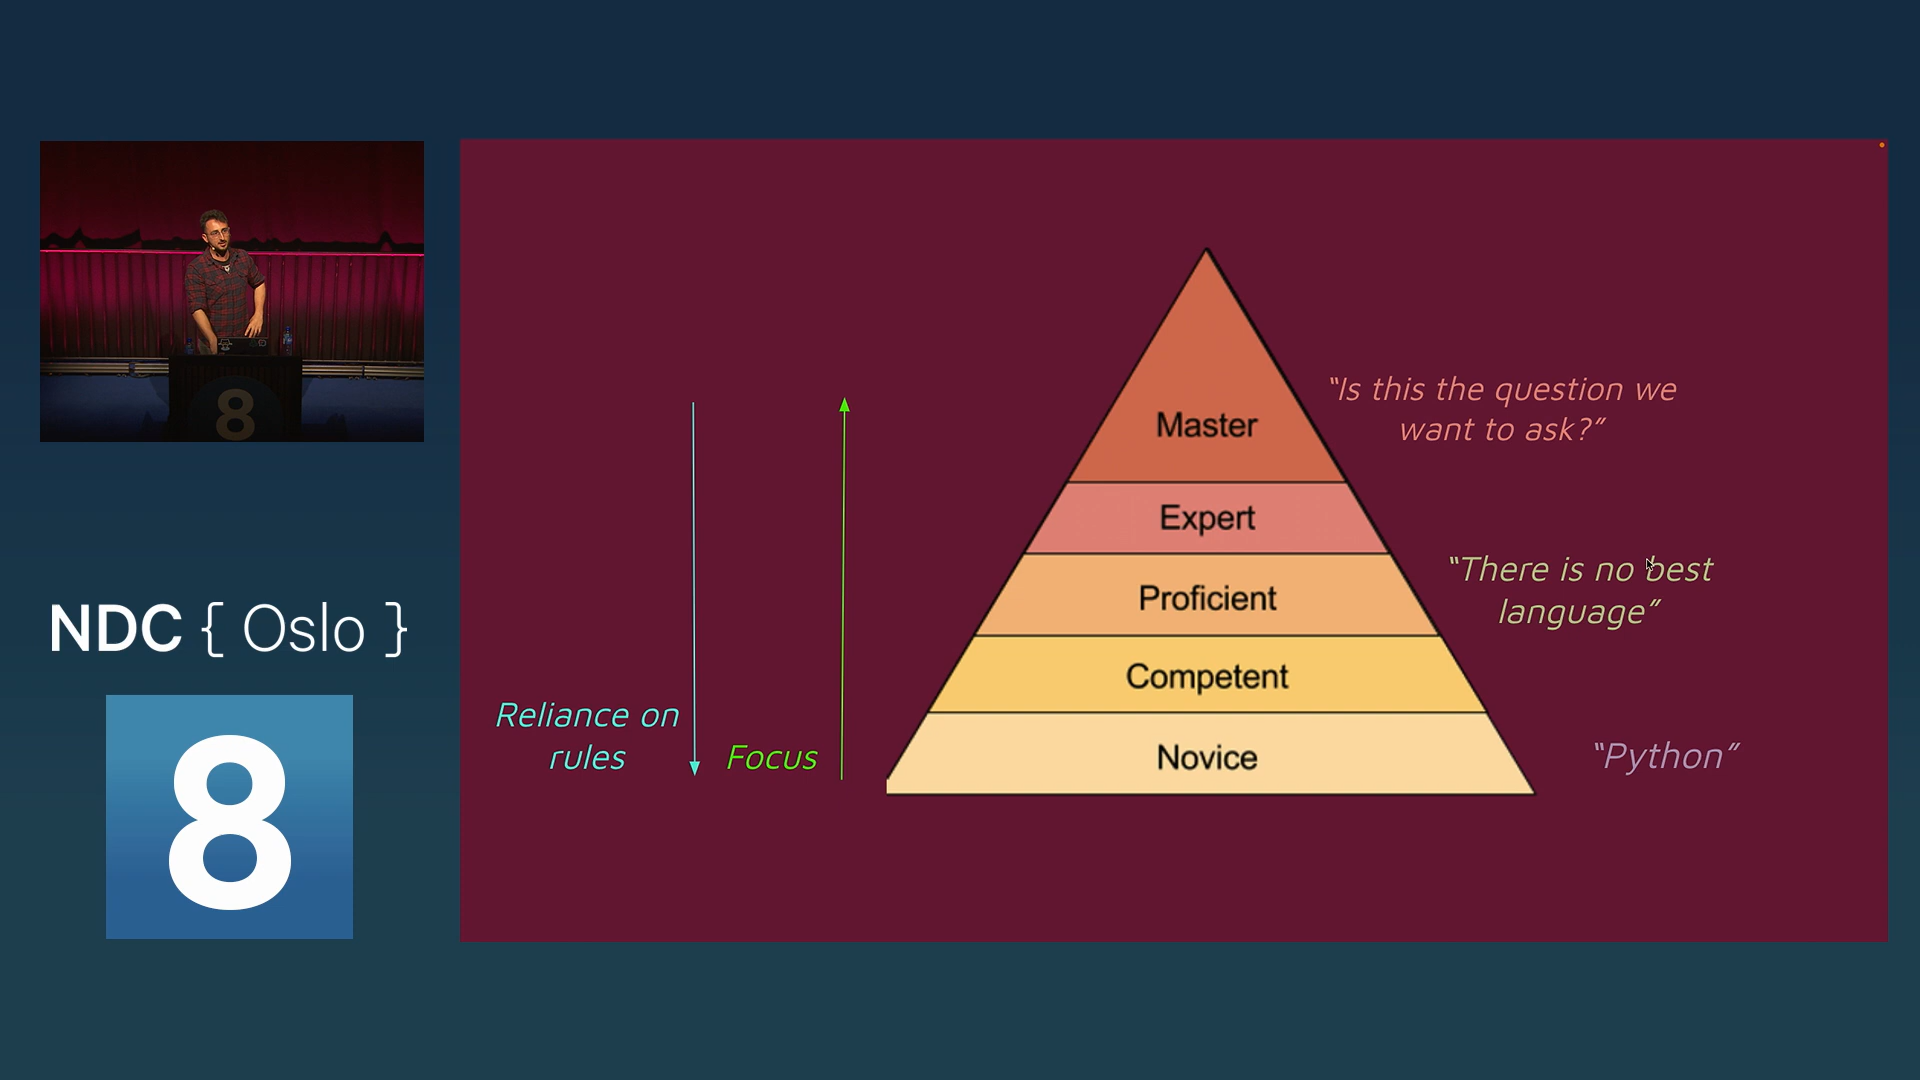 8
NDC { Oslo }
8
Master
Expert
Proficient
Competent
Novice
Reliance on
rules
Focus
“Is this the question we
want to ask?”
“There is no best
language”
“Python”